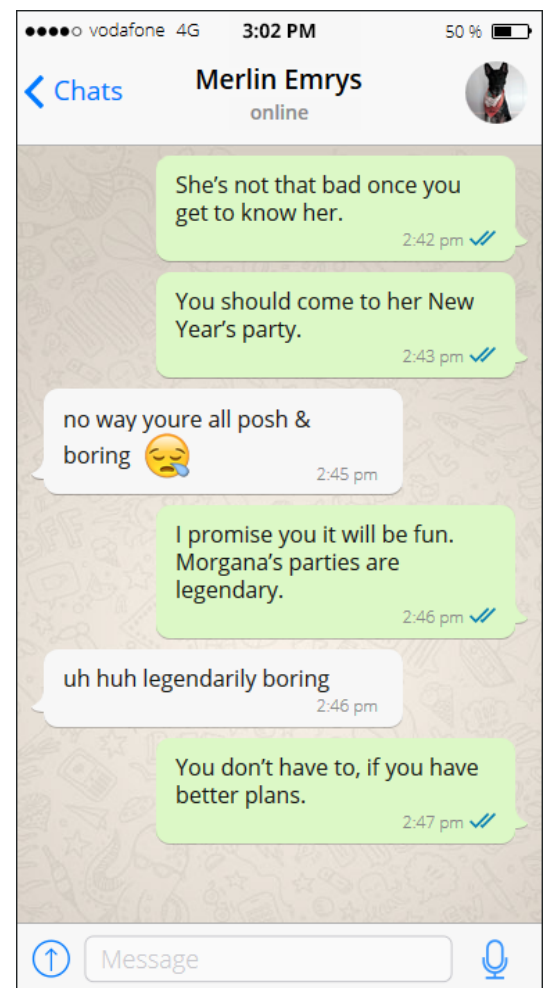 vodafone 4G 3:02 PM 50 %
Chats Merlin Emrys
online
She’s not that bad once you
get to know her.
2:42 pm
You should come to her New
Year’s party.
2:43 pm
no way youre all posh &
boring 😪
2:45 pm
I promise you it will be fun.
Morgana’s parties are
legendary.
2:46 pm
uh huh legendarily boring
2:46 pm
You don’t have to, if you have
better plans.
2:47 pm
Message